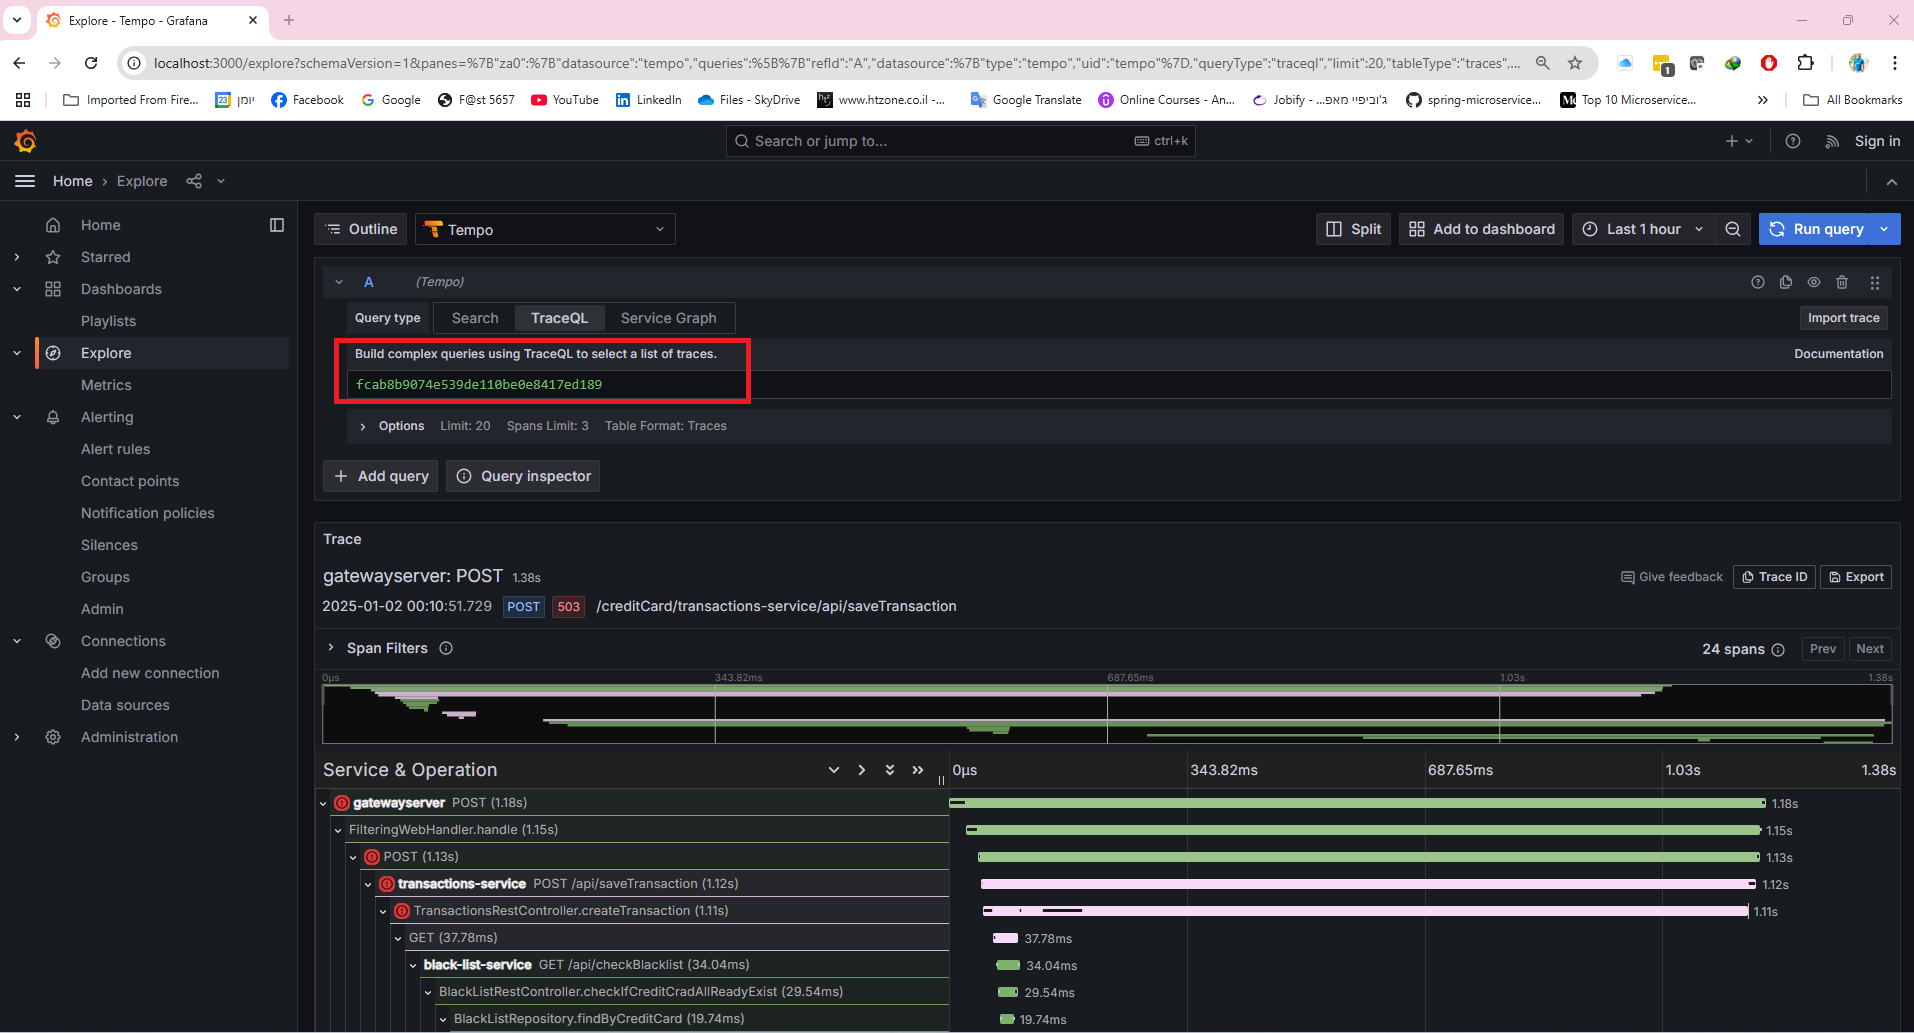 Explore - Tempo - Grafana
localhost:3000/explore?schemaVersion=1&panes=%7B"za0":%7B"datasource":"tempo","queries":%5B%7B"refId":"A","datasource":%7B"type":"tempo","uid":"tempo"%7D,"queryType":"traceql","limit":20,"tableType":"traces",... 1
Imported From Fire... 23 יומן Facebook Google F@st 5657 YouTube LinkedIn Files - SkyDrive www.htzone.co.il -... Google Translate Online Courses - An... Jobify - ...ג'וביפיי מאפ spring-microservice... Top 10 Microservice... All Bookmarks
Search or jump to... ctrl+k Sign in
Home Explore
Home
Starred
Dashboards
Playlists
Explore
Metrics
Alerting
Alert rules
Contact points
Notification policies
Silences
Groups
Admin
Connections
Add new connection
Data sources
Administration
Outline Tempo Split Add to dashboard Last 1 hour Run query
A (Tempo)
Query type Search TraceQL Service Graph Import trace
Build complex queries using TraceQL to select a list of traces. Documentation
fcab8b9074e539de110be0e8417ed189
Options Limit: 20 Spans Limit: 3 Table Format: Traces
Add query Query inspector
Trace
gatewayserver: POST 1.38s Give feedback Trace ID Export
2025-01-02 00:10:51.729 POST 503 /creditCard/transactions-service/api/saveTransaction
Span Filters 24 spans Prev Next
0μs 343.82ms 687.65ms 1.03s 1.38s
Service & Operation 0μs 343.82ms 687.65ms 1.03s 1.38s
gatewayserver POST (1.18s) 1.18s
FilteringWebHandler.handle (1.15s) 1.15s
POST (1.13s) 1.13s
transactions-service POST /api/saveTransaction (1.12s) 1.12s
TransactionsRestController.createTransaction (1.11s) 1.11s
GET (37.78ms) 37.78ms
black-list-service GET /api/checkBlacklist (34.04ms) 34.04ms
BlackListRestController.checkIfCreditCradAllReadyExist (29.54ms) 29.54ms
BlackListRepository.findByCreditCard (19.74ms) 19.74ms